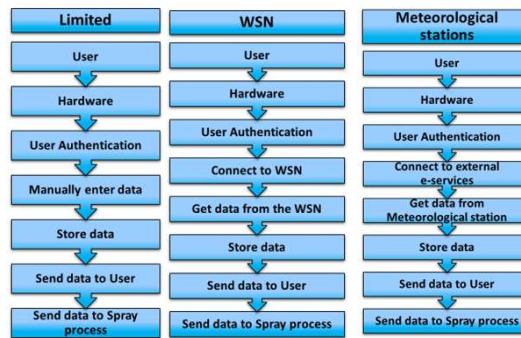 Limited
User
Hardware
User Authentication
Manually enter data
Store data
Send data to User
Send data to Spray
process
WSN
User
Hardware
User Authentication
Connect to WSN
Get data from the WSN
Store data
Send data to User
Send data to Spray process
Meteorological
stations
User
Hardware
User Authentication
Connect to external
e-services
Get data from
Meteorological station
Store data
Send data to User
Send data to Spray process